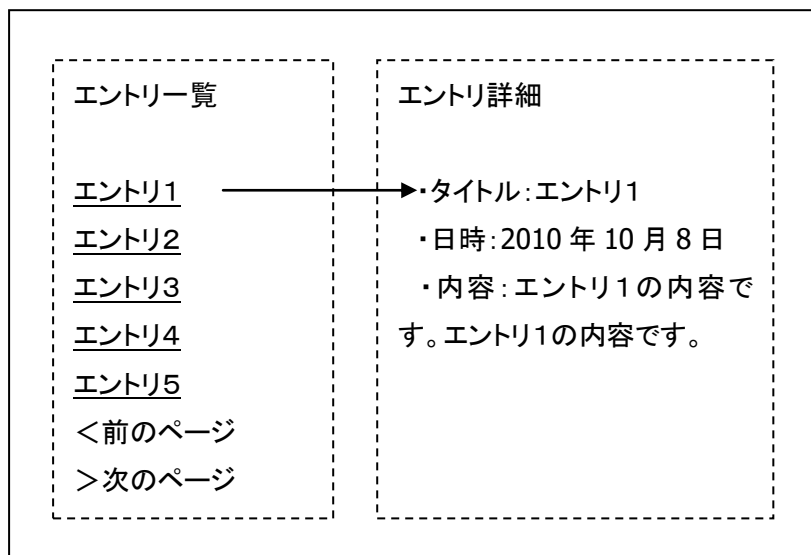 エントリ一覧
エントリ1
エントリ2
エントリ3
エントリ4
エントリ5
＜前のページ
＞次のページ
エントリ詳細
・タイトル：エントリ1
・日時：2010 年 10 月 8 日
・内容：エントリ1の内容で
す。エントリ1の内容です。